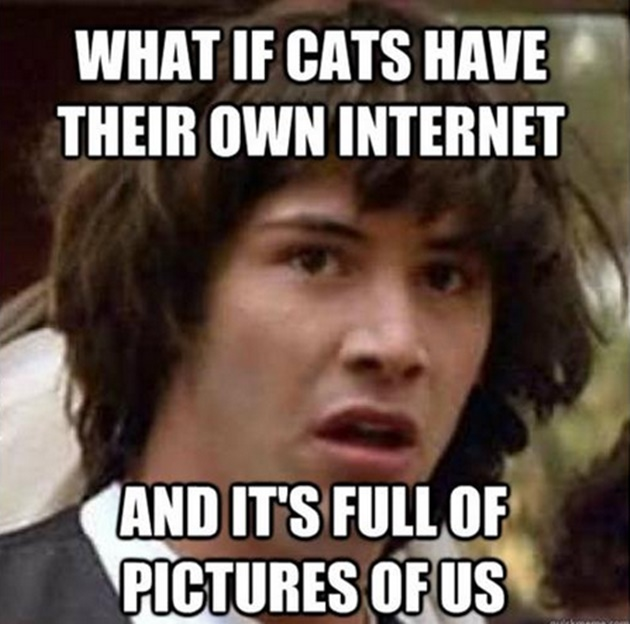 WHAT IF CATS HAVE
THEIR OWN INTERNET
AND IT'S FULL OF
PICTURES OF US